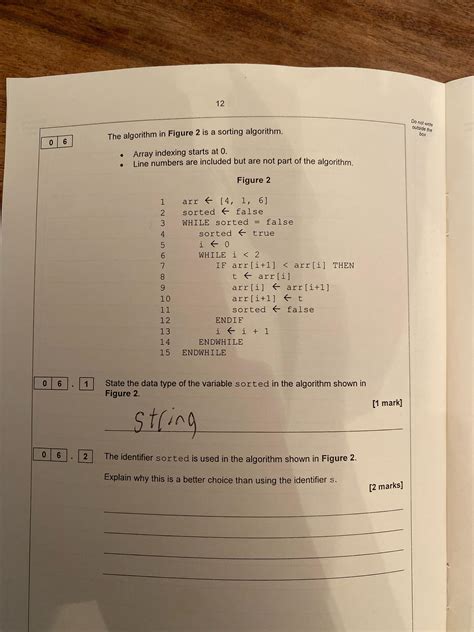 12
Do not write
outside the
box
0 6
The algorithm in Figure 2 is a sorting algorithm.
• Array indexing starts at 0.
• Line numbers are included but are not part of the algorithm.
Figure 2
1 arr ← [4, 1, 6]
2 sorted ← false
3 WHILE sorted = false
4 sorted ← true
5 i ← 0
6 WHILE i < 2
7 IF arr[i+1] < arr[i] THEN
8 t ← arr[i]
9 arr[i] ← arr[i+1]
10 arr[i+1] ← t
11 sorted ← false
12 ENDIF
13 i ← i + 1
14 ENDWHILE
15 ENDWHILE
0 6 . 1 State the data type of the variable sorted in the algorithm shown in
Figure 2.
[1 mark]
String
0 6 . 2 The identifier sorted is used in the algorithm shown in Figure 2.
Explain why this is a better choice than using the identifier s.
[2 marks]